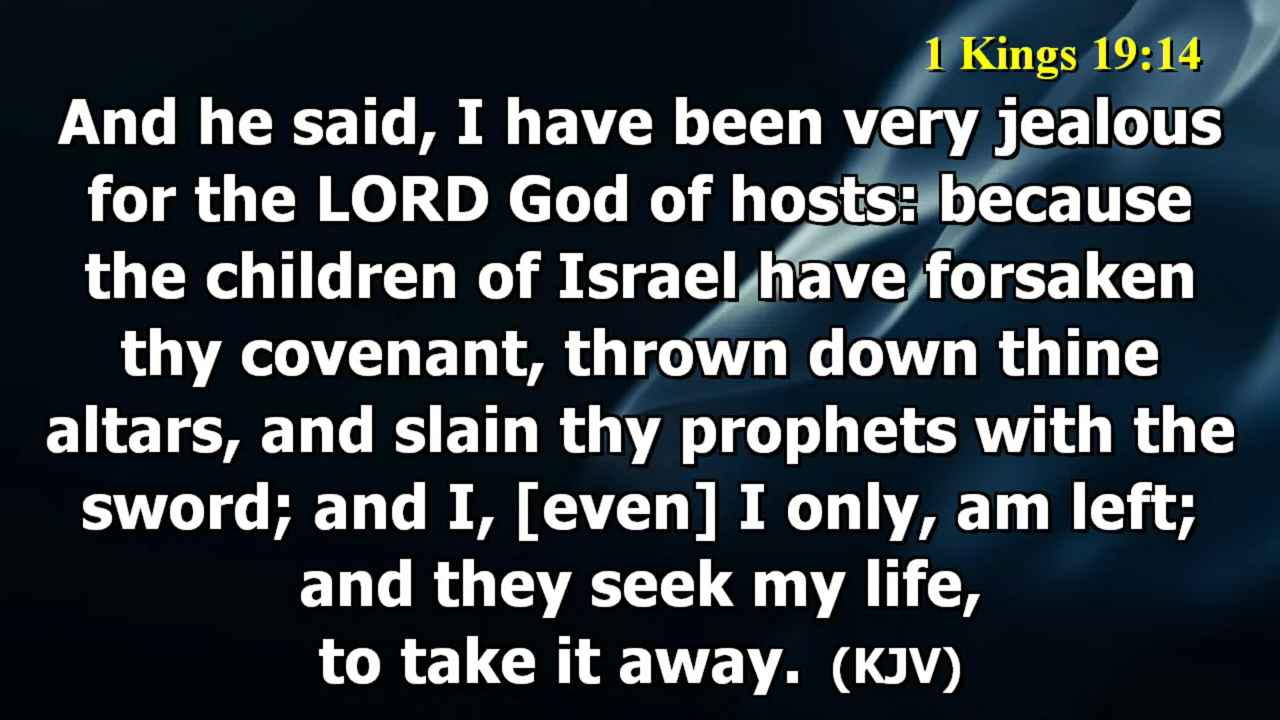 1 Kings 19:14
And he said, I have been very jealous
for the LORD God of hosts: because
the children of Israel have forsaken
thy covenant, thrown down thine
altars, and slain thy prophets with the
sword; and I, [even] I only, am left;
and they seek my life,
to take it away. (KJV)